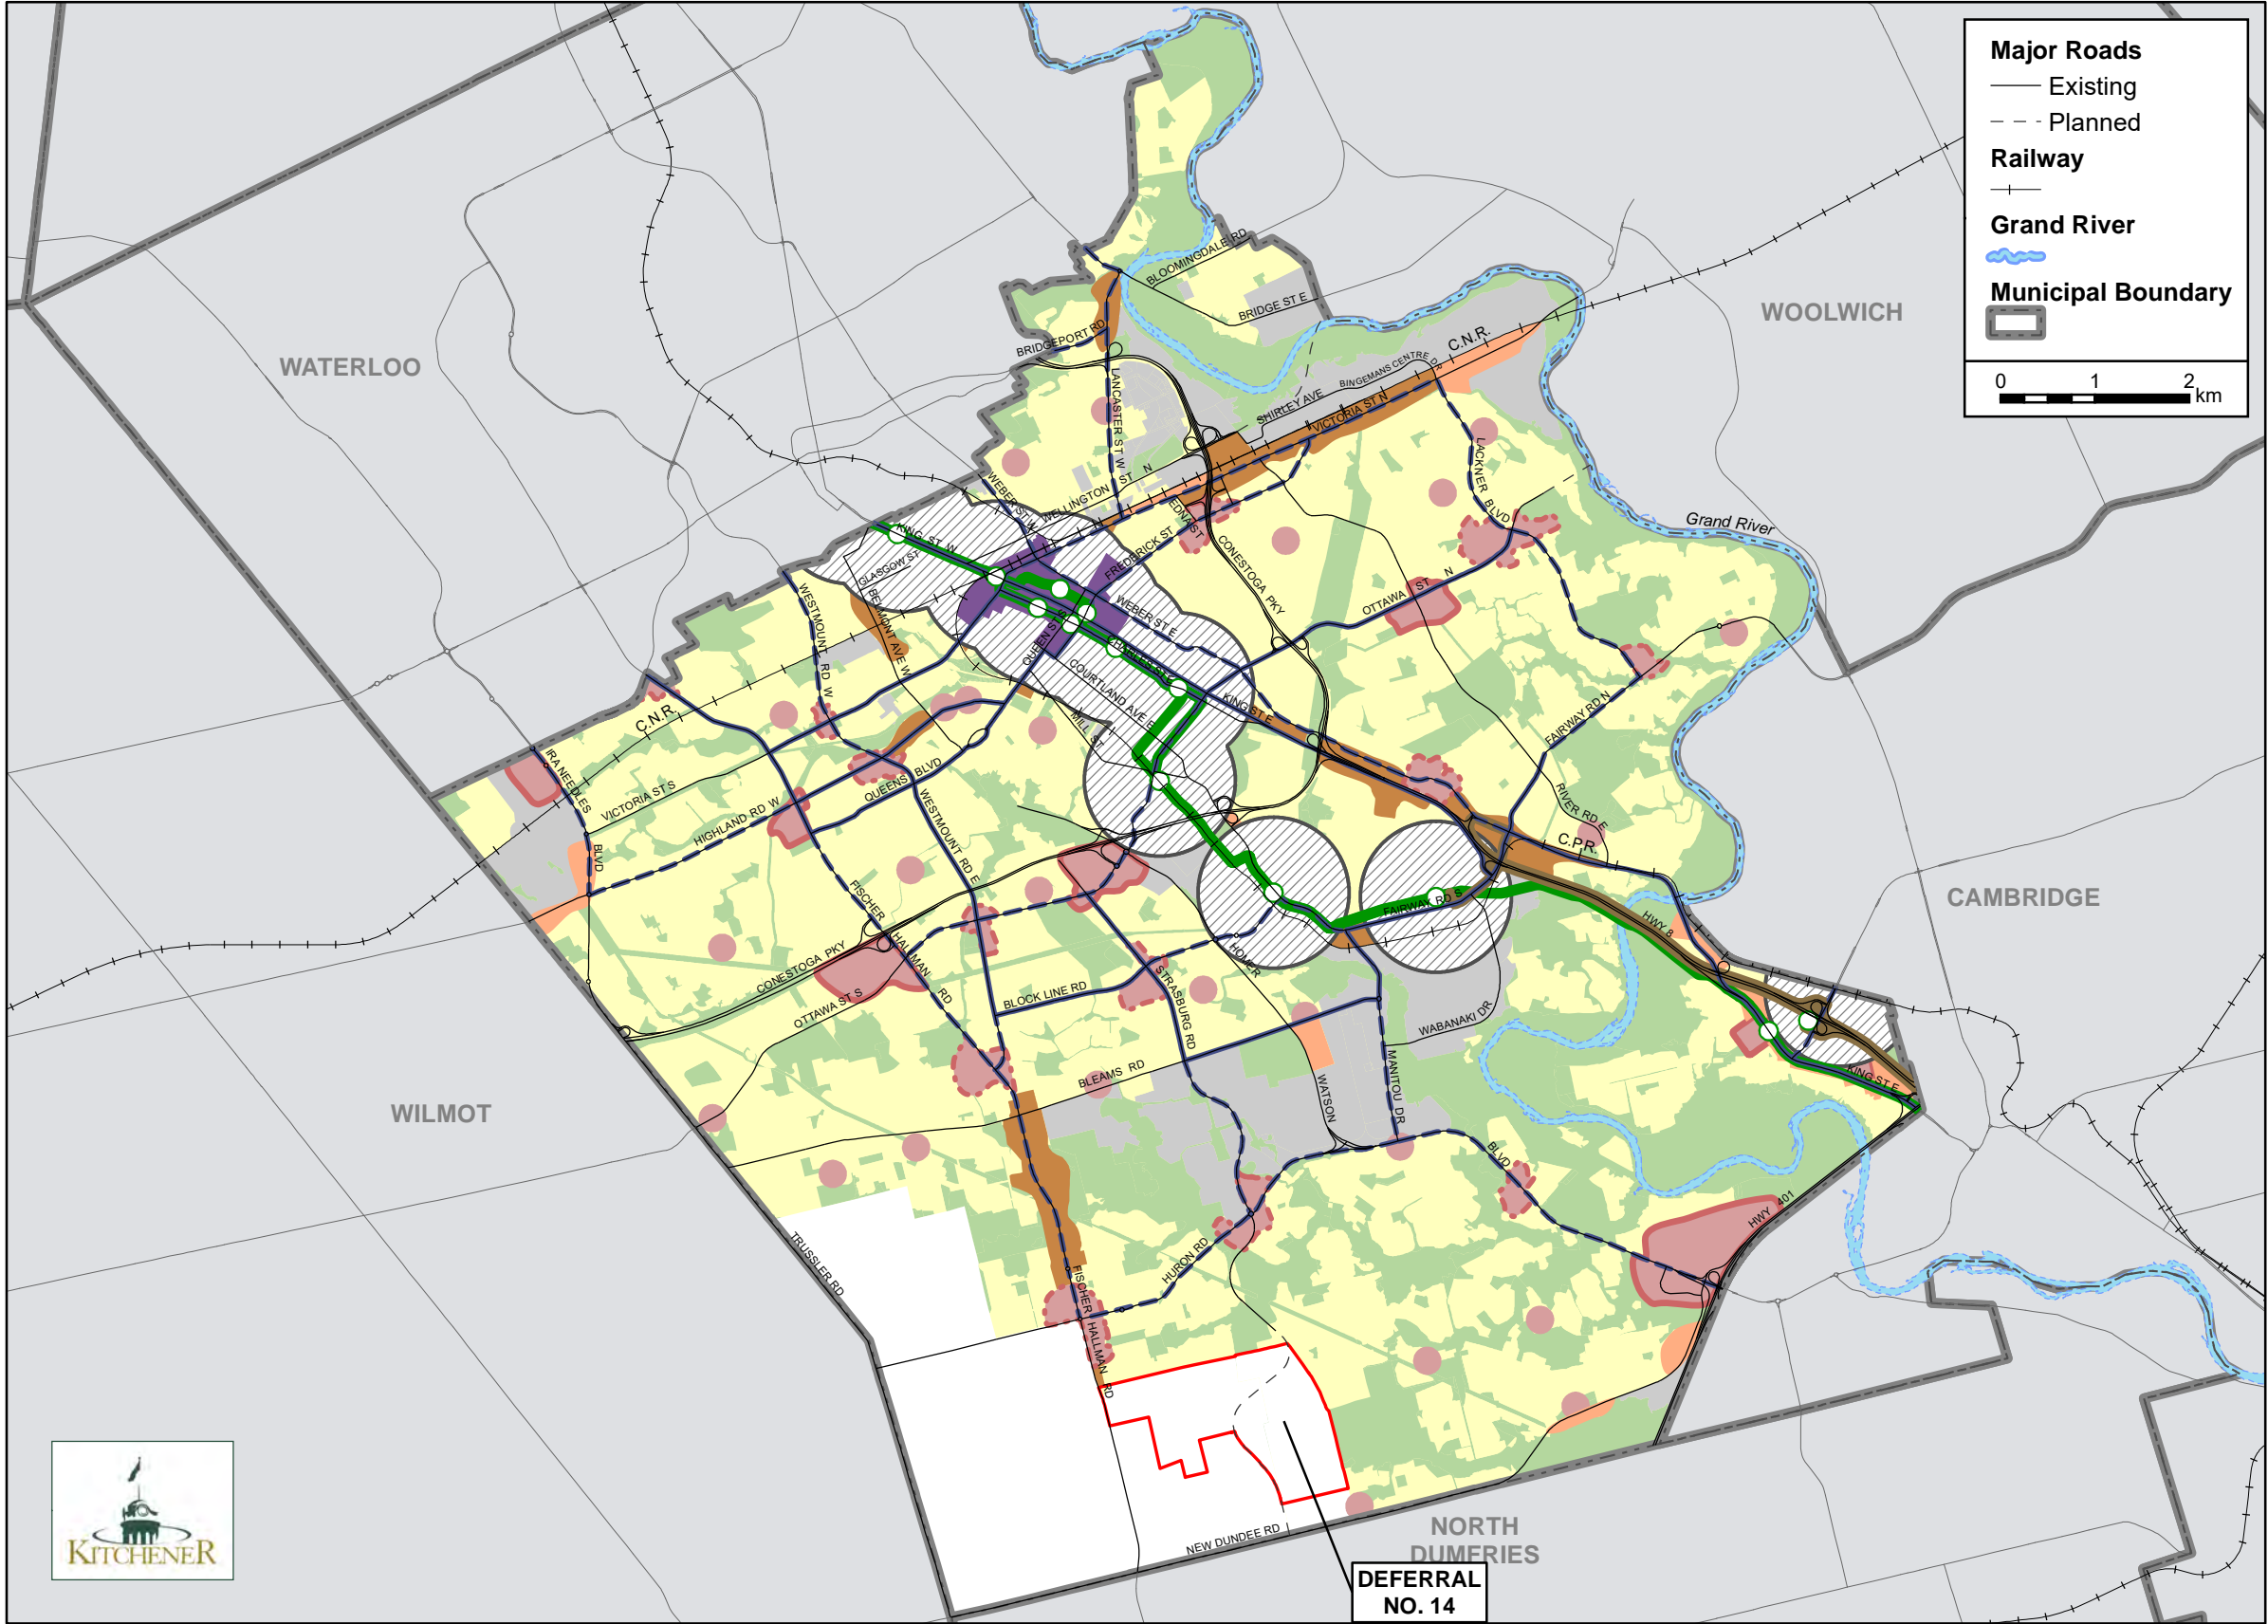 Major Roads
Existing
Planned
Railway
Grand River
Municipal Boundary
0 1 2 km
WATERLOO
WOOLWICH
CAMBRIDGE
WILMOT
NORTH
DUMFRIES
BLOOMINGDALE RD
BRIDGE ST E
BRIDGEPORT RD
LANCASTER ST W
C.N.R.
BINGEMANS CENTRE DR
SHIRLEY AVE
VICTORIA ST N
LACKNER BLVD
WELLINGTON ST N
WEBER ST W
EDNA ST
FREDERICK ST
CONESTOGA PKY
Grand River
KING ST W
GLASGOW ST
BELMONT AVE W
WESTMOUNT RD W
OTTAWA ST N
WEBER ST E
QUEEN ST S
CHARLES ST E
COURTLAND AVE E
MILL ST
KING ST E
FAIRWAY RD N
RIVER RD E
C.P.R.
C.N.R.
IRA NEEDLES
BLVD
VICTORIA ST S
HIGHLAND RD W
QUEENS BLVD
WESTMOUNT RD E
FISCHER
HALLMAN
RD
CONESTOGA PKY
OTTAWA ST S
BLOCK LINE RD
STRASBURG RD
HOMER
WATSON
BLVD
FAIRWAY RD S
HWY 8
WABANAKI DR
MANITOU DR
BLEAMS RD
KING ST E
HWY 401
TRUSSLER RD
HURON RD
FISCHER HALLMAN RD
NEW DUNDEE RD
DEFERRAL
NO. 14
KITCHENER